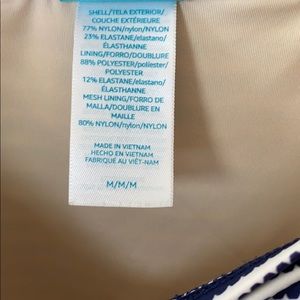 SHELL/TELA EXTERIOR/
COUCHE EXTÉRIEURE
77% NYLON/nylon/NYLON
23% ELASTANE/elastano/
ÉLASTHANNE
LINING/FORRO/DOUBLURE
88% POLYESTER/poliéster/
POLYESTER
12% ELASTANE/elastano/
ÉLASTHANNE
MESH LINING/FORRO DE
MALLA/DOUBLURE EN
MAILLE
80% NYLON/nylon/NYLON
MADE IN VIETNAM
HECHO EN VIETNAM
FABRIQUÉ AU VIÊT-NAM
M/M/M